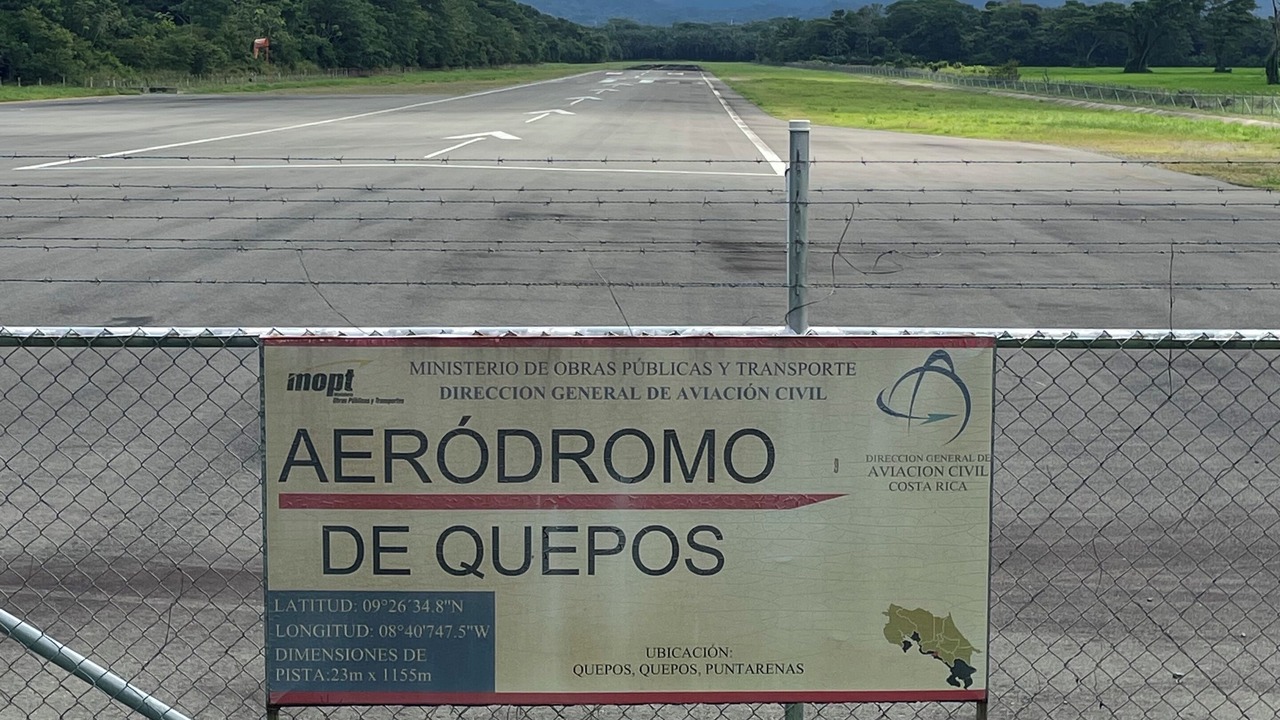 mopt
Ministerio
Obras Públicas y Transportes
MINISTERIO DE OBRAS PÚBLICAS Y TRANSPORTE
DIRECCION GENERAL DE AVIACIÓN CIVIL
AERÓDROMO
DE QUEPOS
DIRECCION GENERAL DE
AVIACION CIVIL
COSTA RICA
LATITUD: 09°26´34.8"N
LONGITUD: 08°40'747.5"W
DIMENSIONES DE
PISTA:23m x 1155m
UBICACIÓN:
QUEPOS, QUEPOS, PUNTARENAS